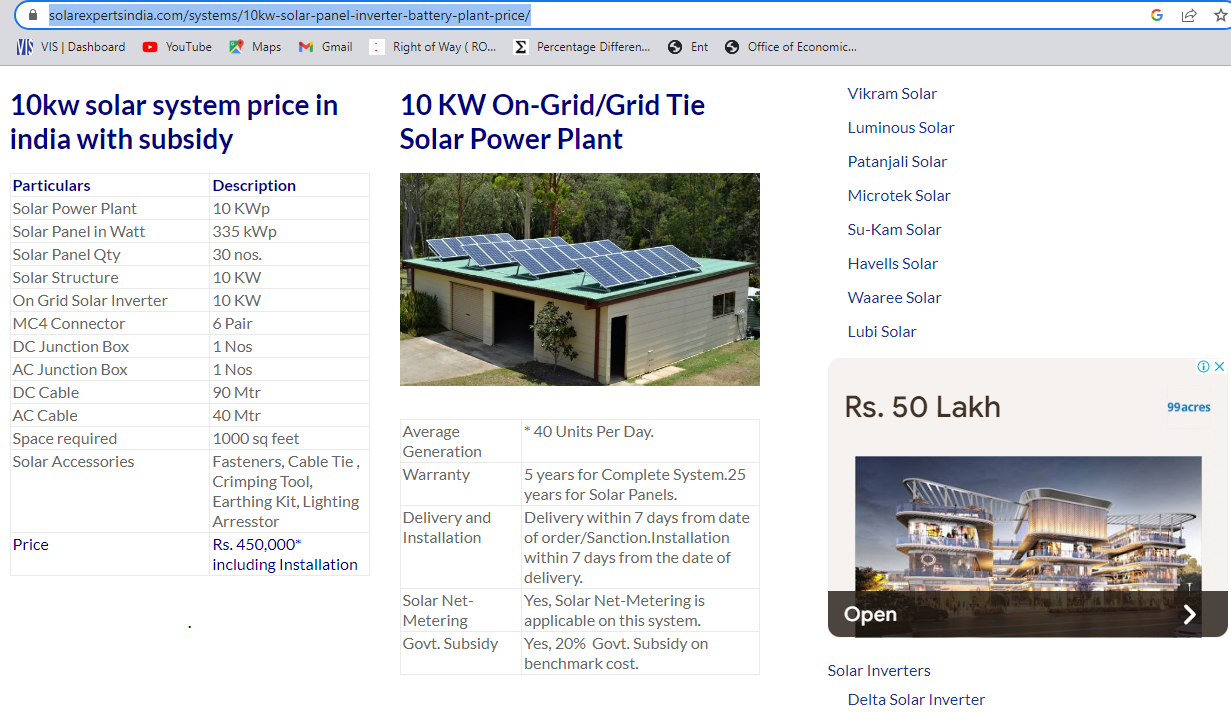 solarexpertsindia.com/systems/10kw-solar-panel-inverter-battery-plant-price/
VIS | Dashboard
YouTube
Maps
Gmail
Right of Way ( RO...
Percentage Differen...
Ent
Office of Economic...
10kw solar system price in
india with subsidy
Particulars Description
Solar Power Plant 10 KWp
Solar Panel in Watt 335 kWp
Solar Panel Qty 30 nos.
Solar Structure 10 KW
On Grid Solar Inverter 10 KW
MC4 Connector 6 Pair
DC Junction Box 1 Nos
AC Junction Box 1 Nos
DC Cable 90 Mtr
AC Cable 40 Mtr
Space required 1000 sq feet
Solar Accessories Fasteners, Cable Tie ,
Crimping Tool,
Earthing Kit, Lighting
Arresstor
Price Rs. 450,000*
including Installation
.
10 KW On-Grid/Grid Tie
Solar Power Plant
Average * 40 Units Per Day.
Generation
Warranty 5 years for Complete System.25
years for Solar Panels.
Delivery and Delivery within 7 days from date
Installation of order/Sanction.Installation
within 7 days from the date of
delivery.
Solar Net- Yes, Solar Net-Metering is
Metering applicable on this system.
Govt. Subsidy Yes, 20% Govt. Subsidy on
benchmark cost.
Vikram Solar
Luminous Solar
Patanjali Solar
Microtek Solar
Su-Kam Solar
Havells Solar
Waaree Solar
Lubi Solar
Rs. 50 Lakh
99acres
Open
Solar Inverters
Delta Solar Inverter